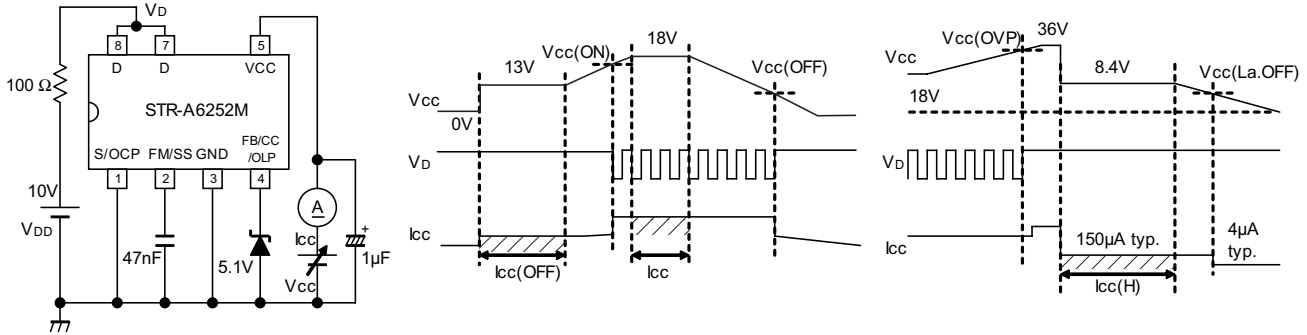 VD
8
7
5
D
D
VCC
100 Ω
STR-A6252M
S/OCP
FM/SS
GND
FB/CC
/OLP
1
2
3
4
10V
VDD
47nF
5.1V
A
Icc
Vcc
+
1µF
Vcc(ON)
18V
13V
Vcc(OFF)
Vcc
0V
VD
Icc
Icc(OFF)
Icc
36V
Vcc(OVP)
Vcc
8.4V
Vcc(La.OFF)
18V
VD
Icc
150µA typ.
4µA
typ.
Icc(H)